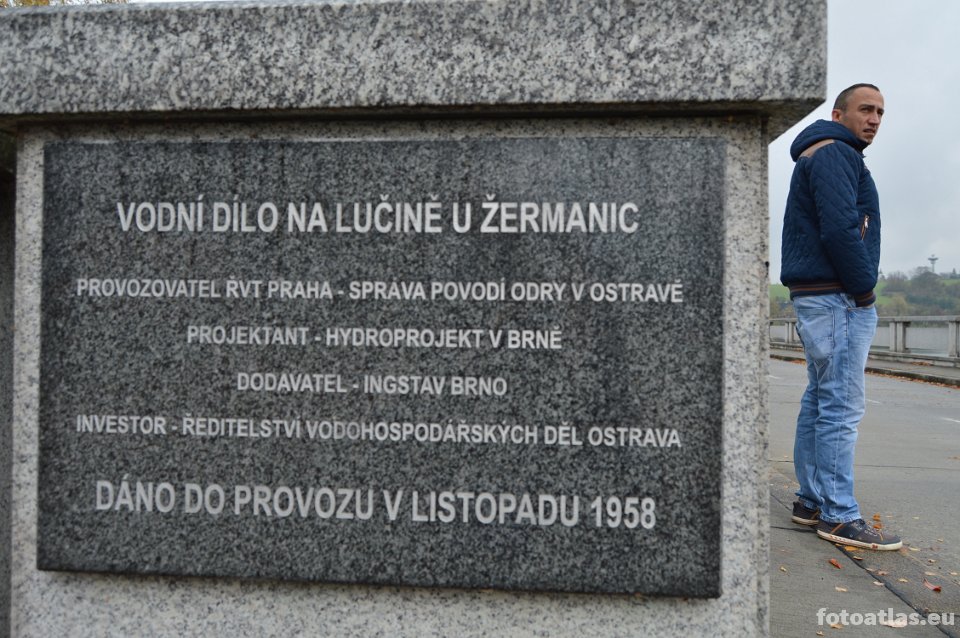 VODNÍ DÍLO NA LUČINĚ U ŽERMANIC
PROVOZOVATEL ŘVT PRAHA - SPRÁVA POVODÍ ODRY V OSTRAVĚ
PROJEKTANT - HYDROPROJEKT V BRNĚ
DODAVATEL - INGSTAV BRNO
INVESTOR - ŘEDITELSTVÍ VODOHOSPODÁŘSKÝCH DĚL OSTRAVA
DÁNO DO PROVOZU V LISTOPADU 1958
fotoatlas.eu